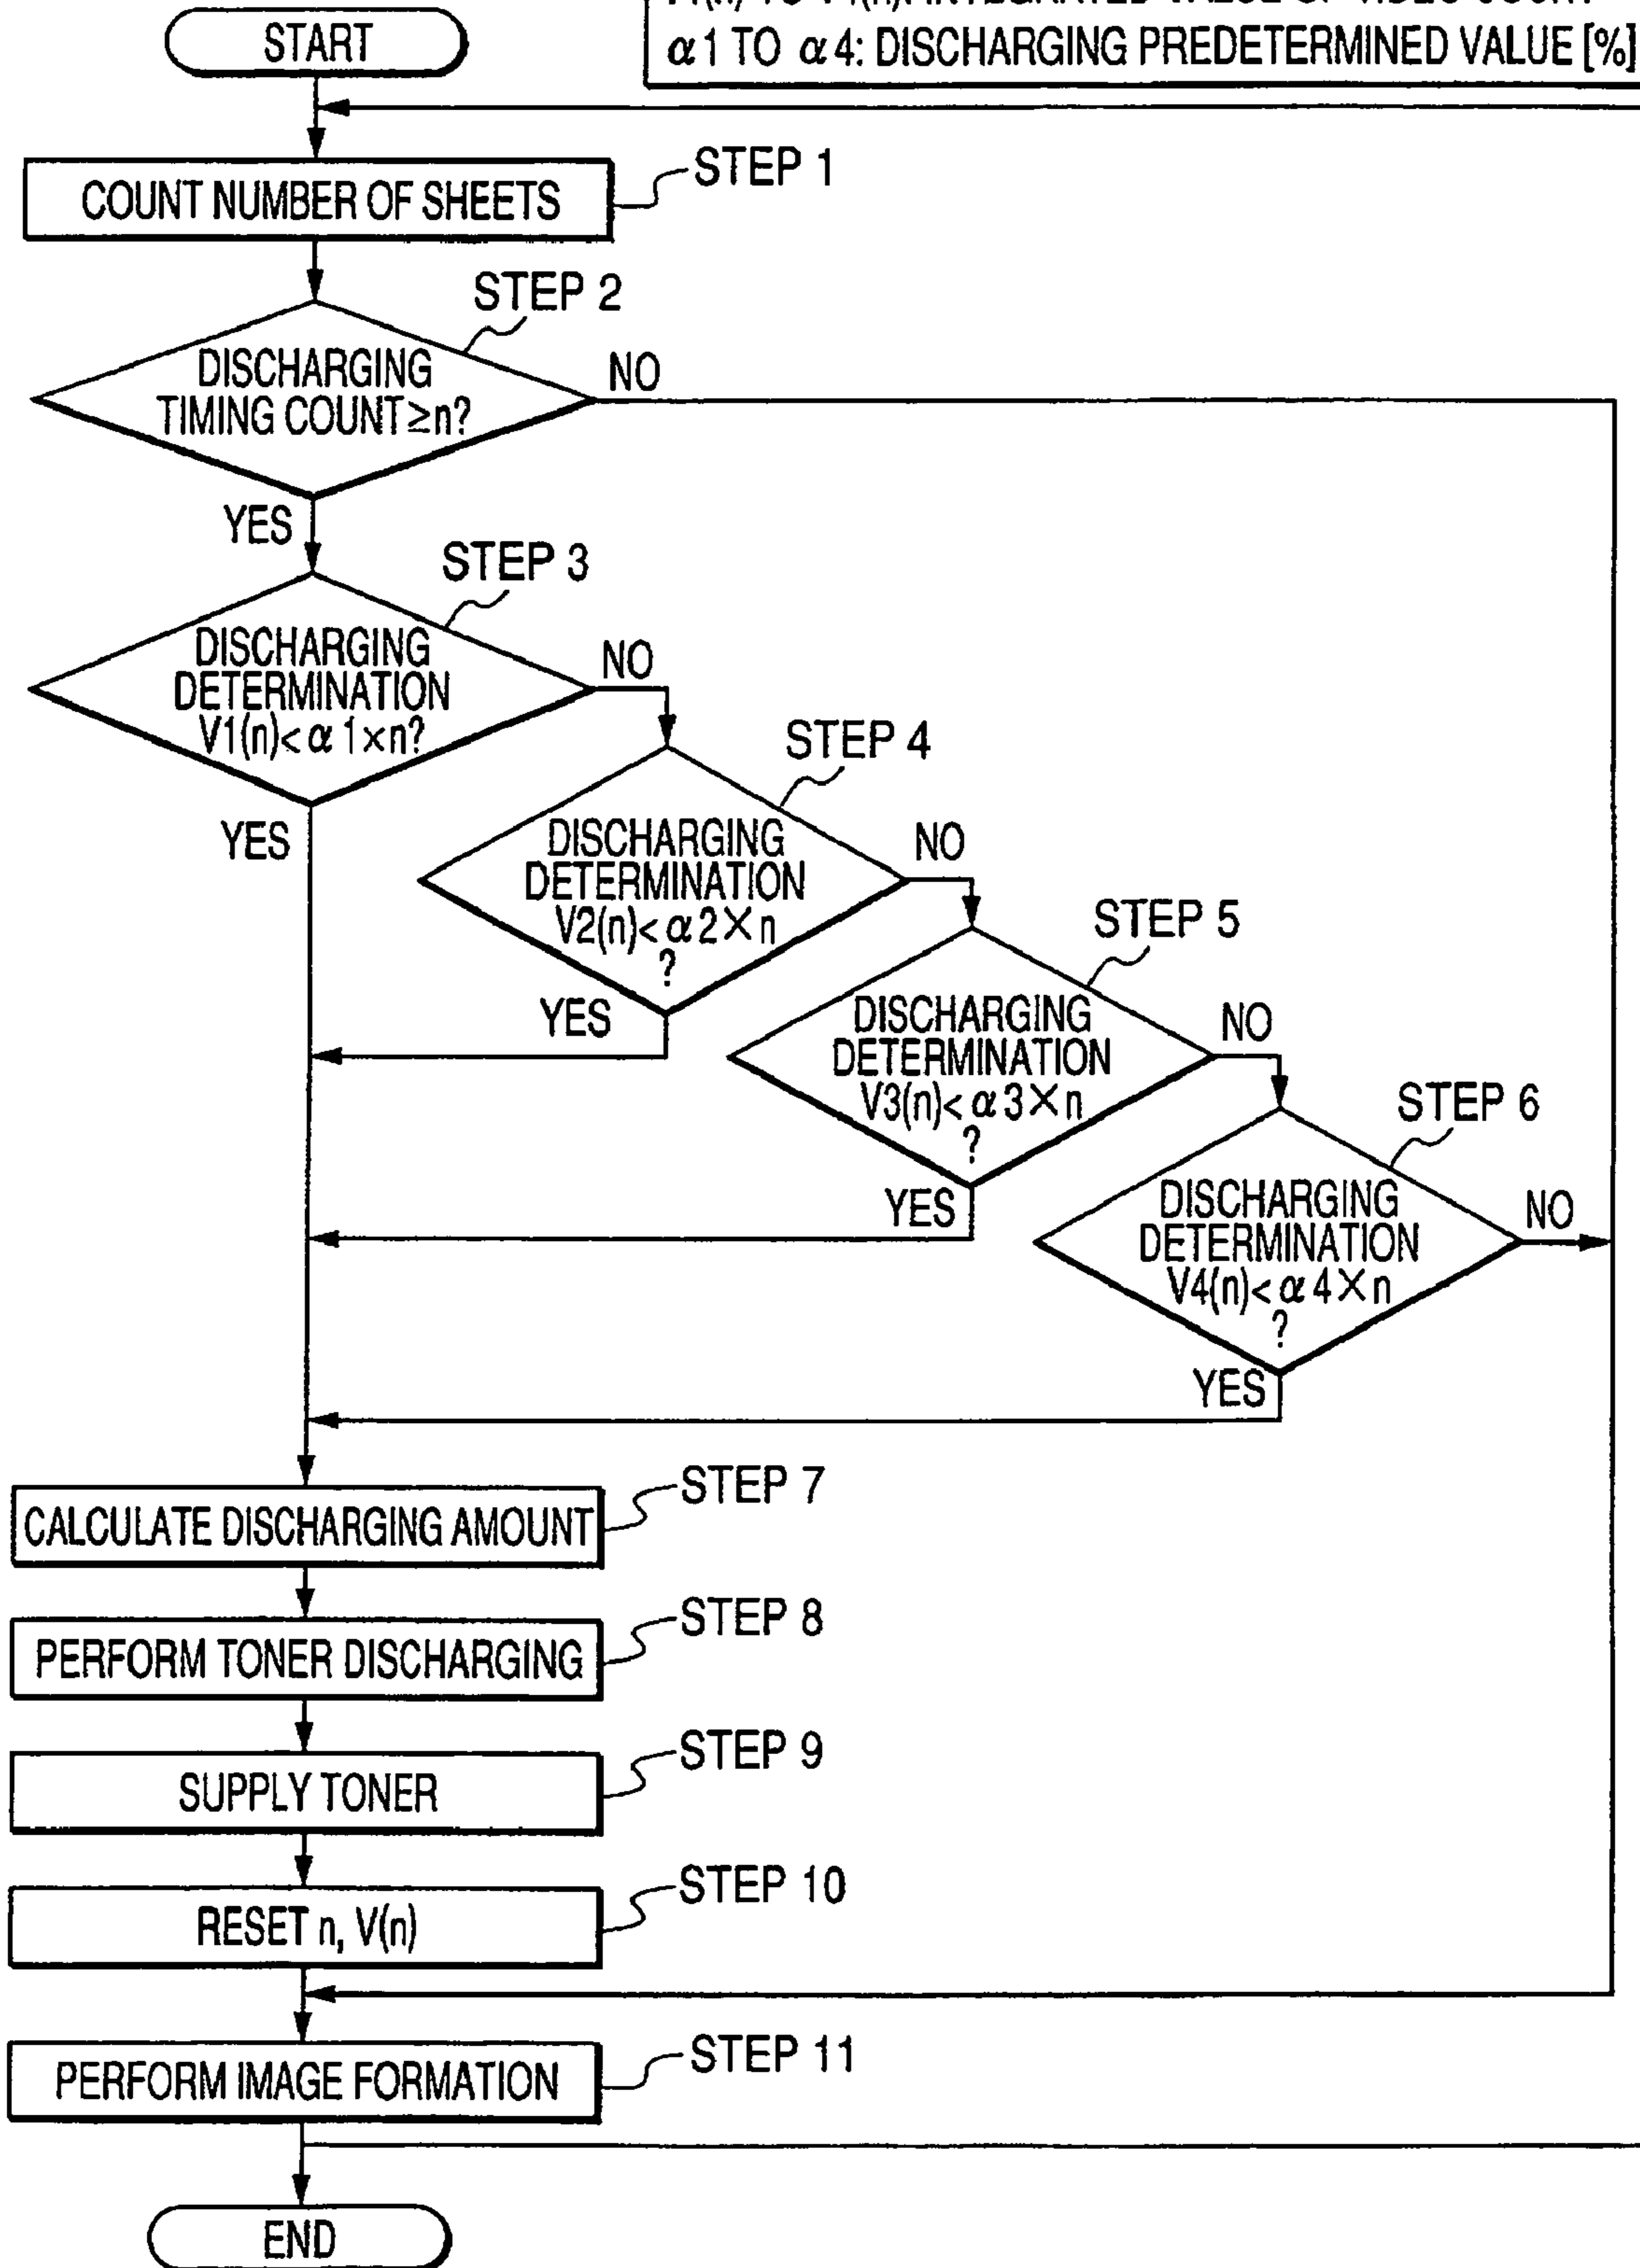 START
α1 TO α4: DISCHARGING PREDETERMINED VALUE [%]
STEP 1
COUNT NUMBER OF SHEETS
STEP 2
DISCHARGING
TIMING COUNT≥n?
NO
YES
STEP 3
DISCHARGING
DETERMINATION
V1(n)<α1×n?
NO
YES
STEP 4
DISCHARGING
DETERMINATION
V2(n)<α2×n
?
NO
YES
STEP 5
DISCHARGING
DETERMINATION
V3(n)<α3×n
?
NO
YES
STEP 6
DISCHARGING
DETERMINATION
V4(n)<α4×n
?
NO
YES
STEP 7
CALCULATE DISCHARGING AMOUNT
STEP 8
PERFORM TONER DISCHARGING
STEP 9
SUPPLY TONER
STEP 10
RESET n, V(n)
STEP 11
PERFORM IMAGE FORMATION
END